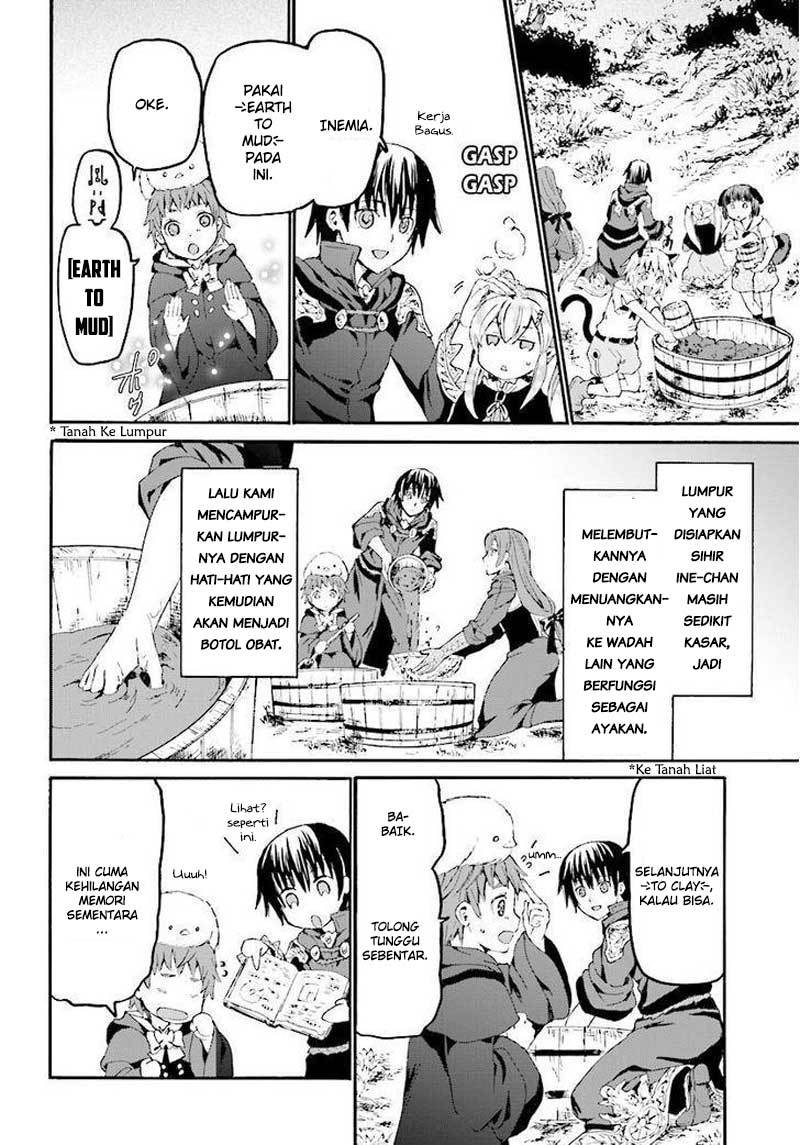 GASP
GASP
Kerja
Bagus.
INEMIA.
PAKAI
-:EARTH
TO
MUD:-
PADA
INI.
OKE.
[EARTH
TO
MUD]
* Tanah Ke Lumpur
LUMPUR
YANG
DISIAPKAN
SIHIR
INE-CHAN
MASIH
SEDIKIT
KASAR,
JADI
MELEMBUT-
KANNYA
DENGAN
MENUANGKAN-
NYA
KE WADAH
LAIN YANG
BERFUNGSI
SEBAGAI
AYAKAN.
LALU KAMI
MENCAMPUR-
KAN LUMPUR-
NYA DENGAN
HATI-HATI YANG
KEMUDIAN
AKAN MENJADI
BOTOL OBAT.
*Ke Tanah Liat
SELANJUTNYA
-:TO CLAY:-,
KALAU BISA.
BA-
BAIK.
umm..
TOLONG
TUNGGU
SEBENTAR.
Lihat?
seperti
ini.
Uuuh!
INI CUMA
KEHILANGAN
MEMORI
SEMENTARA
...